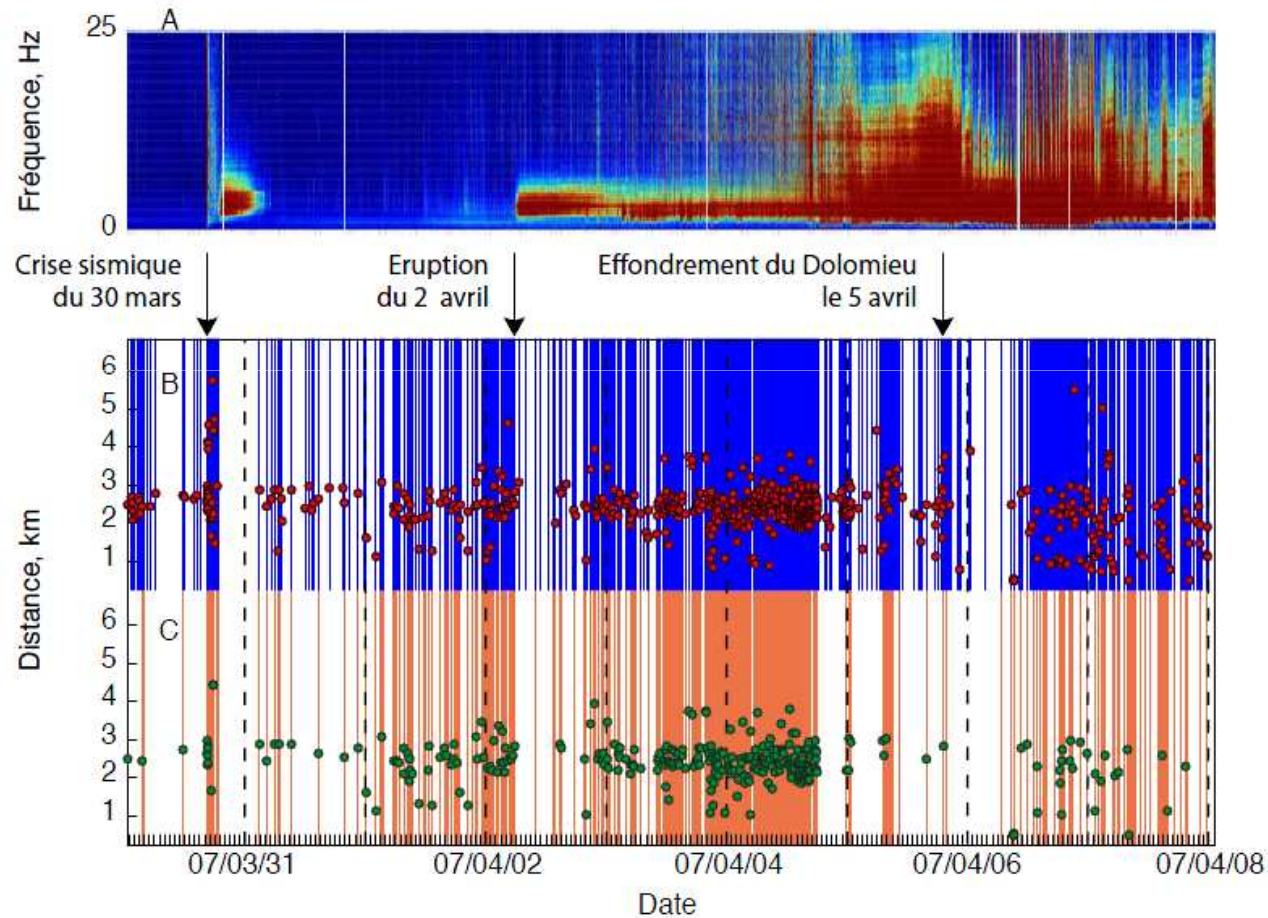 A
25
Fréquence, Hz
0
Crise sismique
du 30 mars
Eruption
du 2 avril
Effondrement du Dolomieu
le 5 avril
B
6
5
4
3
2
1
Distance, km
C
6
5
4
3
2
1
07/03/31
07/04/02
07/04/04
07/04/06
07/04/08
Date